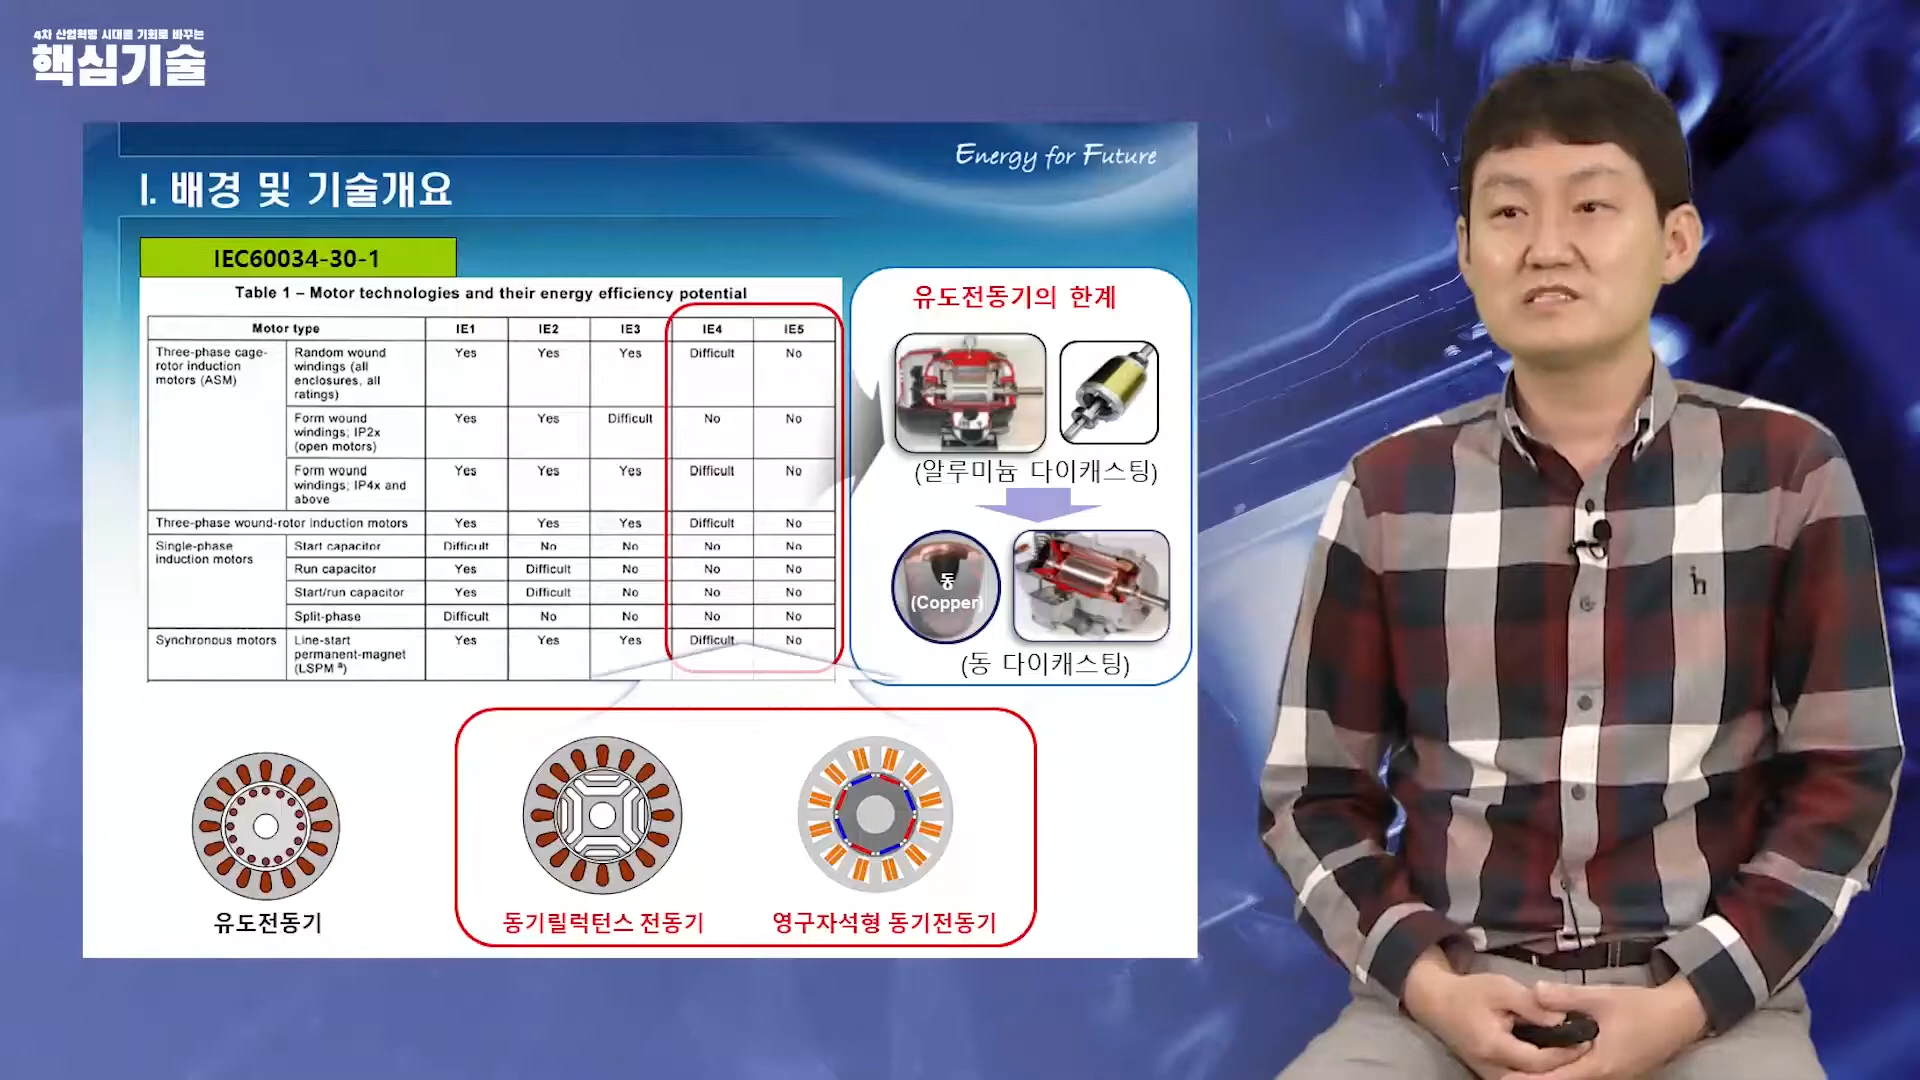 4차 산업혁명 시대를 기회로 바꾸는
핵심기술
Energy for Future
I. 배경 및 기술개요
IEC60034-30-1
Table 1 – Motor technologies and their energy efficiency potential
Motor type IE1 IE2 IE3 IE4 IE5
Three-phase cage-rotor induction motors (ASM) Random wound windings (all enclosures, all ratings) Yes Yes Yes Difficult No
Form wound windings; IP2x (open motors) Yes Yes Difficult No No
Form wound windings; IP4x and above Yes Yes Yes Difficult No
Three-phase wound-rotor induction motors Yes Yes Yes Difficult No
Single-phase induction motors Start capacitor Difficult No No No No
Run capacitor Yes Difficult No No No
Start/run capacitor Yes Difficult No No No
Split-phase Difficult No No No No
Synchronous motors Line-start permanent-magnet (LSPM a) Yes Yes Yes Difficult No
유도전동기의 한계
(알루미늄 다이캐스팅)
동
(Copper)
(동 다이캐스팅)
유도전동기
동기릴럭턴스 전동기
영구자석형 동기전동기